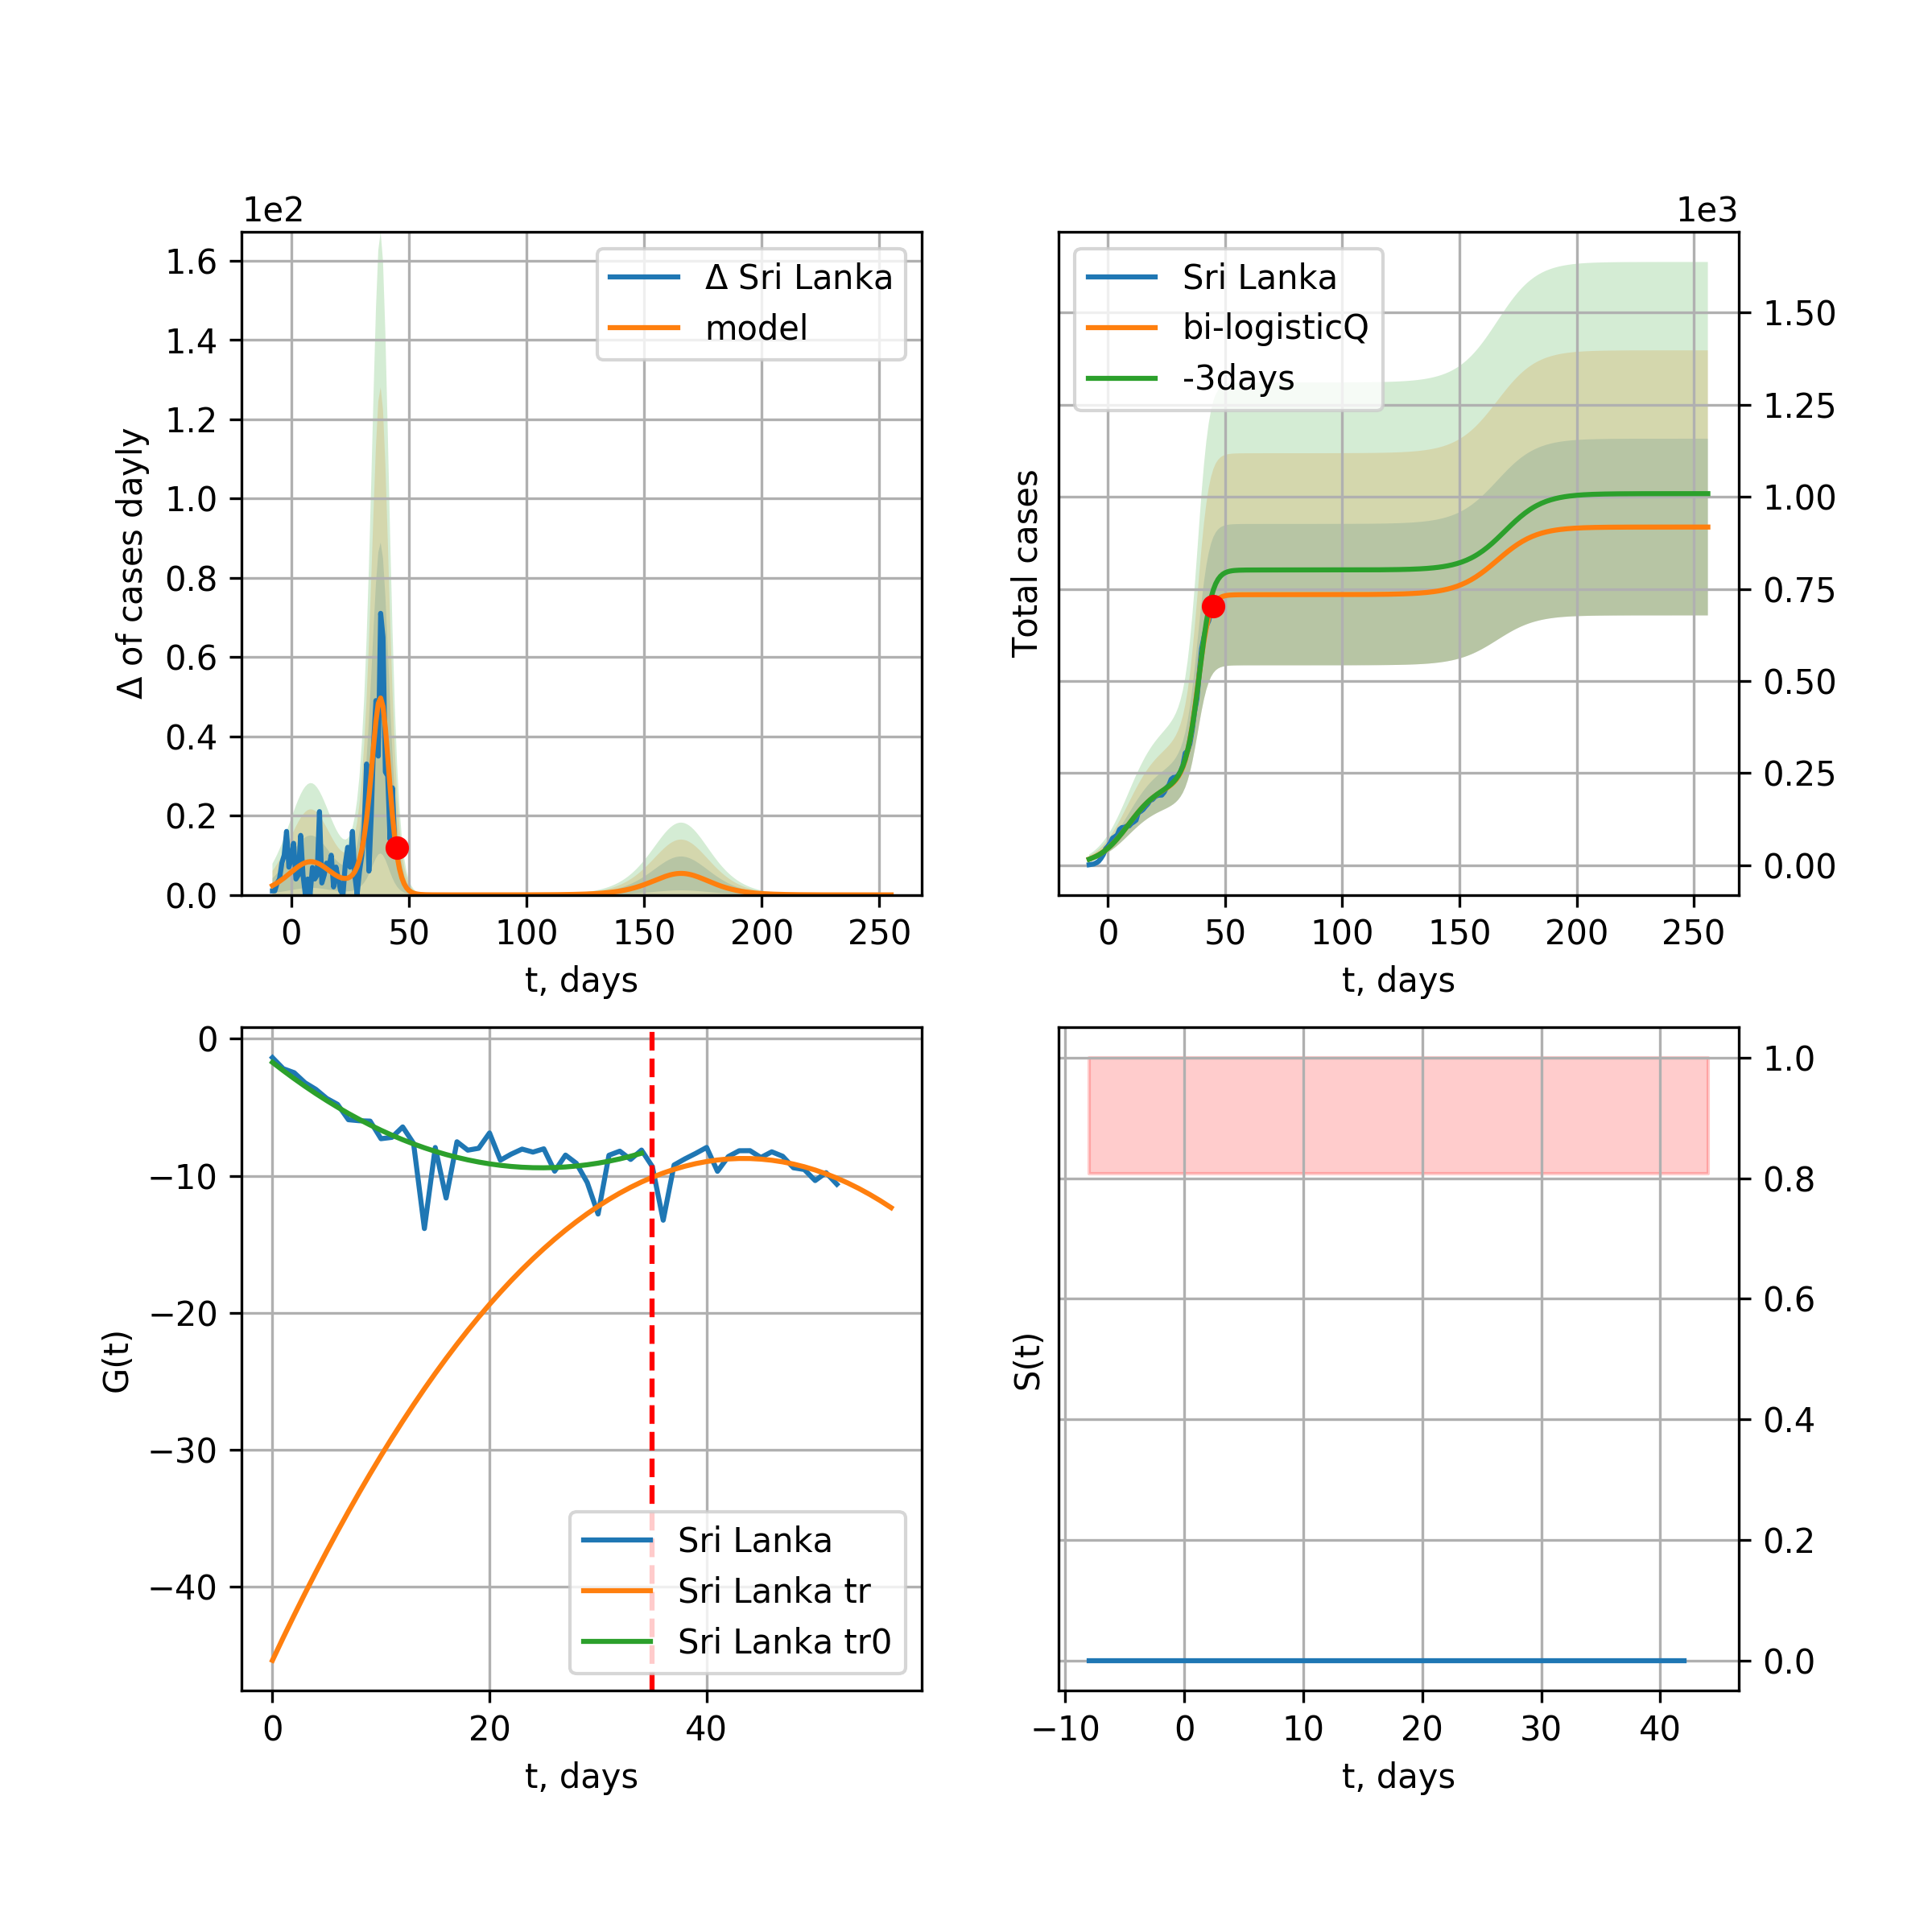 1e2
Δ of cases dayly
1.6
1.4
1.2
1.0
0.8
0.6
0.4
0.2
0.0
0 50 100 150 200 250
t, days
Δ Sri Lanka
model
1e3
Total cases
1.50
1.25
1.00
0.75
0.50
0.25
0.00
0 50 100 150 200 250
t, days
Sri Lanka
bi-logisticQ
-3days
G(t)
0
−10
−20
−30
−40
0 20 40
t, days
Sri Lanka
Sri Lanka tr
Sri Lanka tr0
S(t)
1.0
0.8
0.6
0.4
0.2
0.0
−10 0 10 20 30 40
t, days